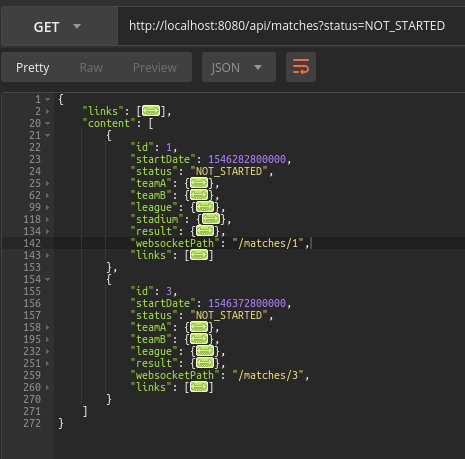 GET http://localhost:8080/api/matches?status=NOT_STARTED
Pretty Raw Preview JSON
1 {
2 "links": [],
20 "content": [
21 {
22 "id": 1,
23 "startDate": 1546282800000,
24 "status": "NOT_STARTED",
25 "teamA": {},
62 "teamB": {},
99 "league": {},
118 "stadium": {},
134 "result": {},
142 "websocketPath": "/matches/1",
143 "links": []
153 },
154 {
155 "id": 3,
156 "startDate": 1546372800000,
157 "status": "NOT_STARTED",
158 "teamA": {},
195 "teamB": {},
232 "league": {},
251 "result": {},
259 "websocketPath": "/matches/3",
260 "links": []
270 }
271 ]
272 }